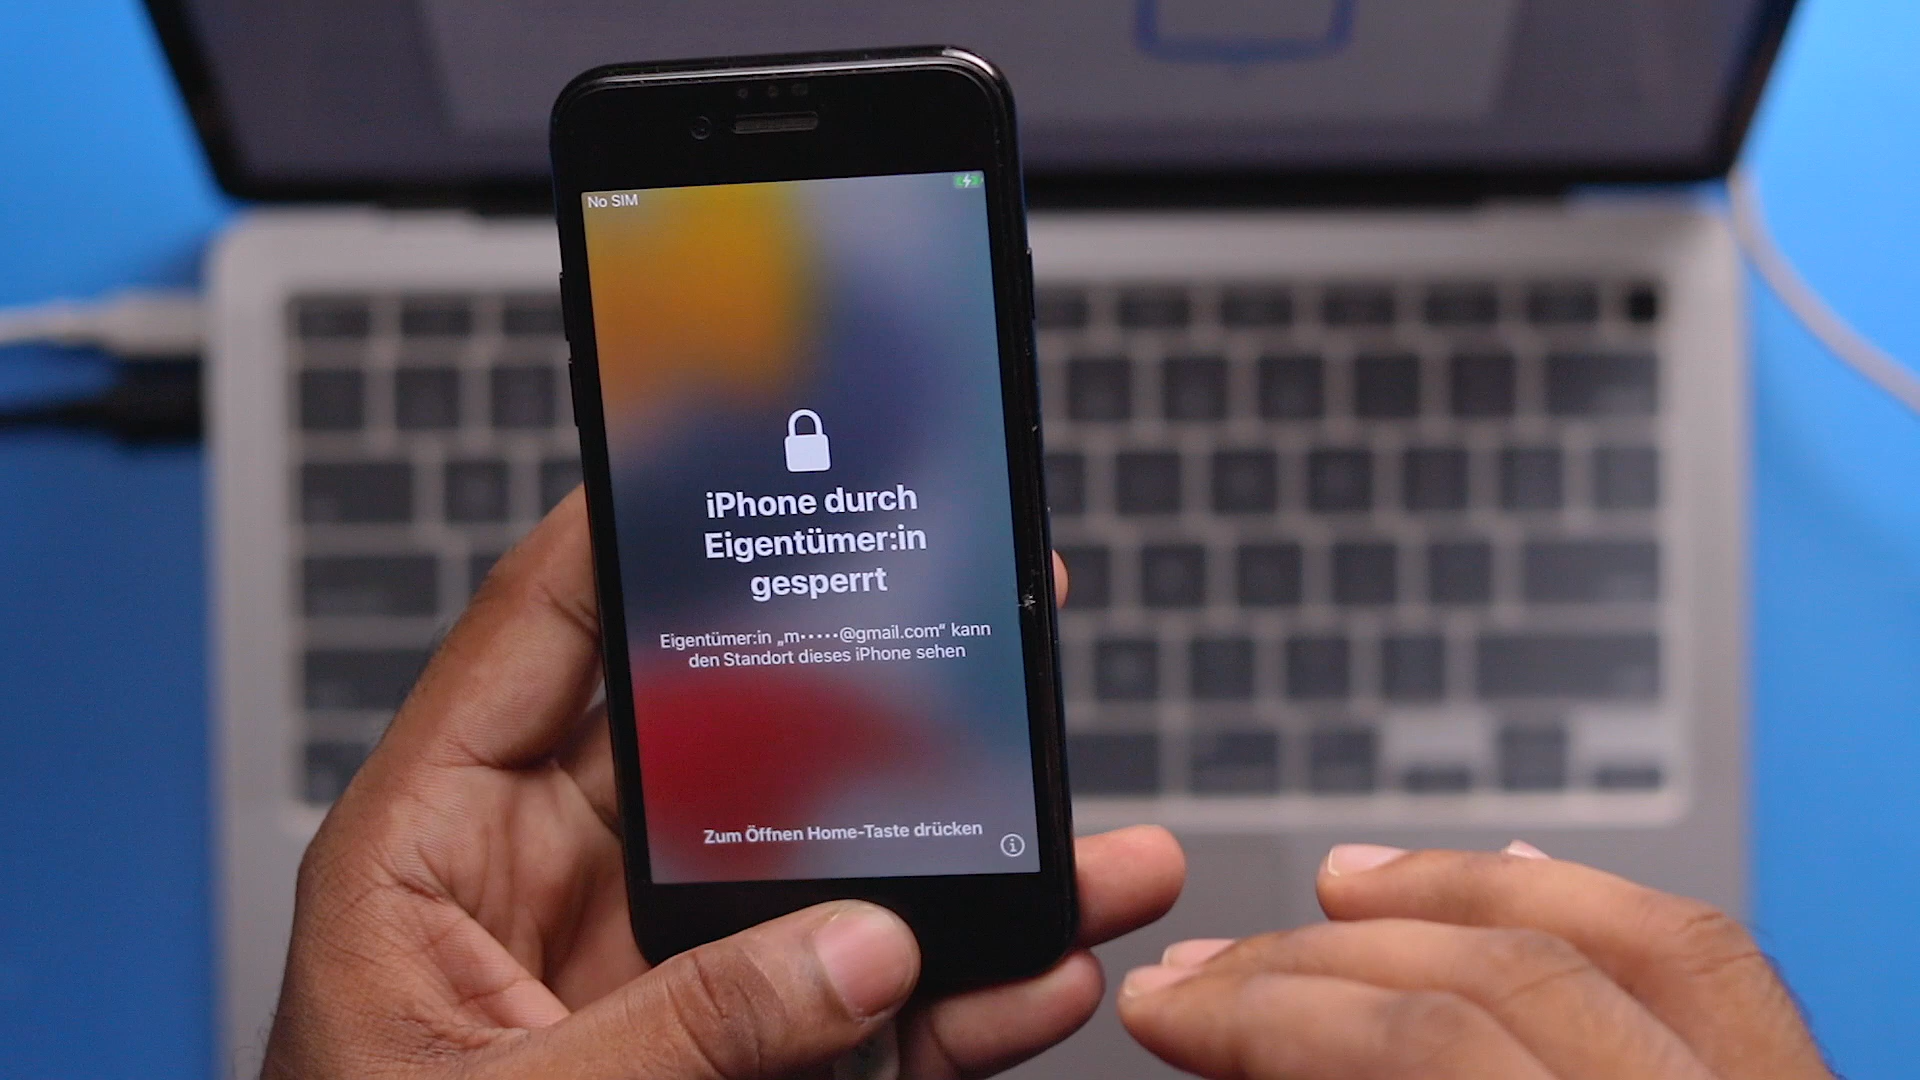 No SIM
iPhone durch
Eigentümer:in
gesperrt
Eigentümer:in „m•••••@gmail.com“ kann
den Standort dieses iPhone sehen
Zum Öffnen Home-Taste drücken